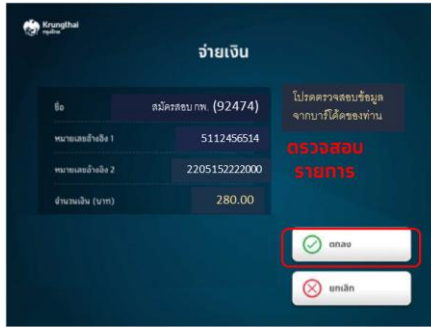 Krungthai
กรุงไทย
จ่ายเงิน
ชื่อ สมัครสอบ กพ. (92474)
หมายเลขอ้างอิง 1 5112456514
หมายเลขอ้างอิง 2 2205152222000
จำนวนเงิน (บาท) 280.00
โปรดตรวจสอบข้อมูล
จากบาร์โค้ดของท่าน
ตรวจสอบ
รายการ
ตกลง
ยกเลิก